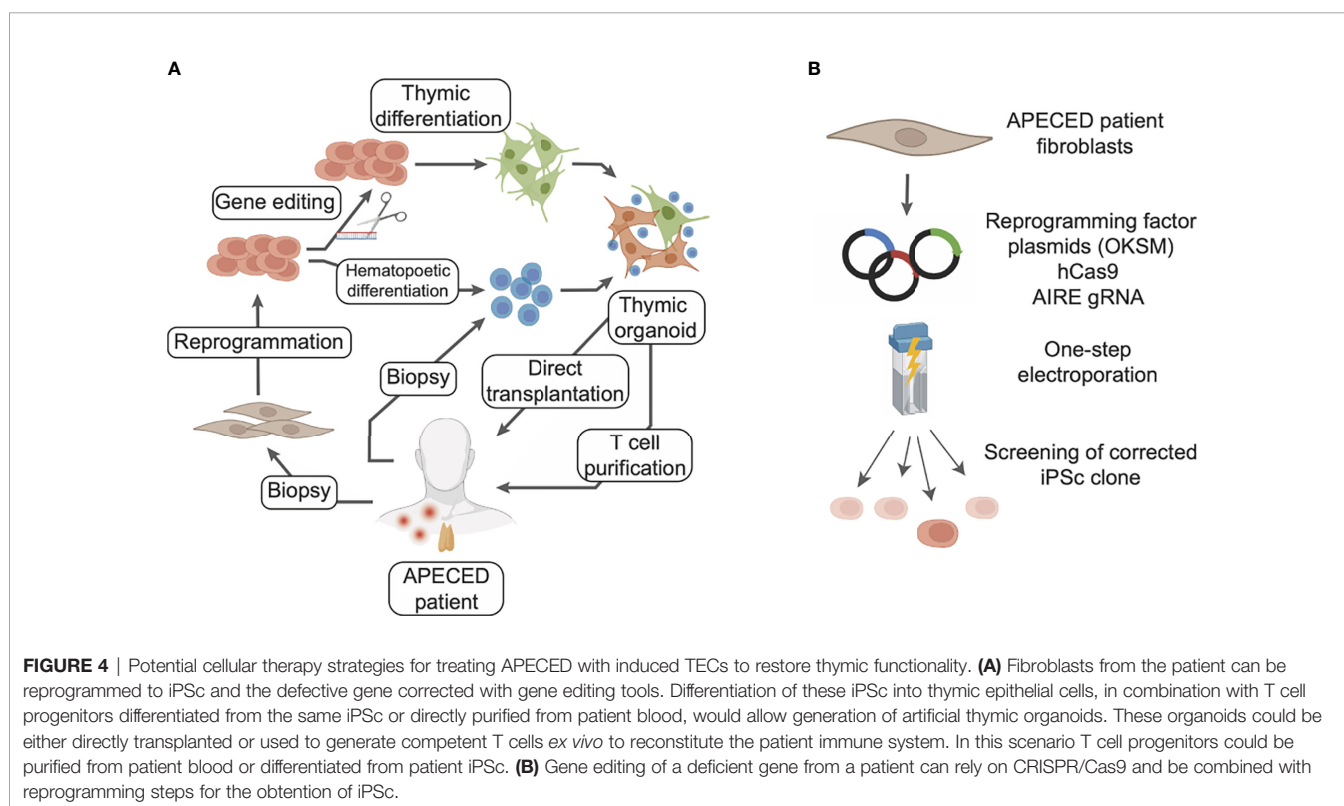 A
Thymic
differentiation
Gene editing
Hematopoetic
differentiation
Reprogrammation
Biopsy
Thymic
organoid
Direct
transplantation
T cell
purification
Biopsy
APECED
patient
B
APECED patient
fibroblasts
Reprogramming factor
plasmids (OKSM)
hCas9
AIRE gRNA
One-step
electroporation
Screening of corrected
iPSc clone
FIGURE 4 | Potential cellular therapy strategies for treating APECED with induced TECs to restore thymic functionality. (A) Fibroblasts from the patient can be
reprogrammed to iPSc and the defective gene corrected with gene editing tools. Differentiation of these iPSc into thymic epithelial cells, in combination with T cell
progenitors differentiated from the same iPSc or directly purified from patient blood, would allow generation of artificial thymic organoids. These organoids could be
either directly transplanted or used to generate competent T cells ex vivo to reconstitute the patient immune system. In this scenario T cell progenitors could be
purified from patient blood or differentiated from patient iPSc. (B) Gene editing of a deficient gene from a patient can rely on CRISPR/Cas9 and be combined with
reprogramming steps for the obtention of iPSc.